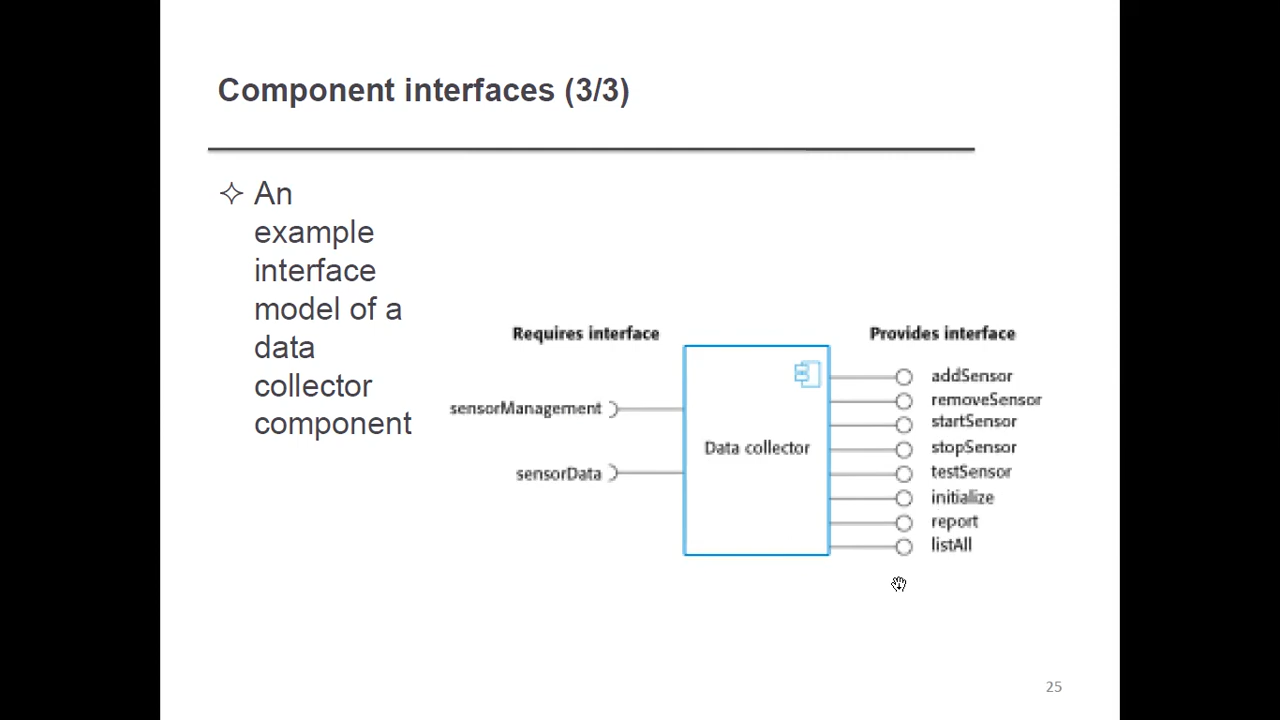 Component interfaces (3/3)
An
example
interface
model of a
data
collector
component
Requires interface
Provides interface
sensorManagement
sensorData
Data collector
addSensor
removeSensor
startSensor
stopSensor
testSensor
initialize
report
listAll
25